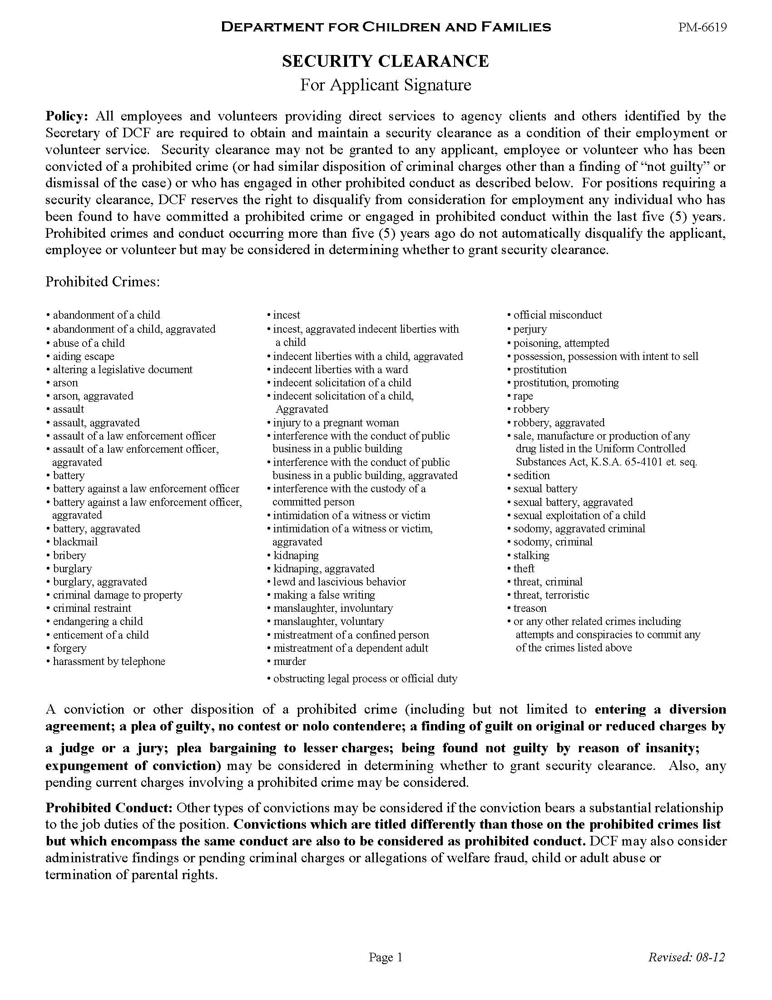 DEPARTMENT FOR CHILDREN AND FAMILIES PM-6619
SECURITY CLEARANCE
For Applicant Signature
Policy: All employees and volunteers providing direct services to agency clients and others identified by the
Secretary of DCF are required to obtain and maintain a security clearance as a condition of their employment or
volunteer service. Security clearance may not be granted to any applicant, employee or volunteer who has been
convicted of a prohibited crime (or had similar disposition of criminal charges other than a finding of “not guilty” or
dismissal of the case) or who has engaged in other prohibited conduct as described below. For positions requiring a
security clearance, DCF reserves the right to disqualify from consideration for employment any individual who has
been found to have committed a prohibited crime or engaged in prohibited conduct within the last five (5) years.
Prohibited crimes and conduct occurring more than five (5) years ago do not automatically disqualify the applicant,
employee or volunteer but may be considered in determining whether to grant security clearance.
Prohibited Crimes:
• abandonment of a child
• abandonment of a child, aggravated
• abuse of a child
• aiding escape
• altering a legislative document
• arson
• arson, aggravated
• assault
• assault, aggravated
• assault of a law enforcement officer
• assault of a law enforcement officer,
aggravated
• battery
• battery against a law enforcement officer
• battery against a law enforcement officer,
aggravated
• battery, aggravated
• blackmail
• bribery
• burglary
• burglary, aggravated
• criminal damage to property
• criminal restraint
• endangering a child
• enticement of a child
• forgery
• harassment by telephone
• incest
• incest, aggravated indecent liberties with
a child
• indecent liberties with a child, aggravated
• indecent liberties with a ward
• indecent solicitation of a child
• indecent solicitation of a child,
Aggravated
• injury to a pregnant woman
• interference with the conduct of public
business in a public building
• interference with the conduct of public
business in a public building, aggravated
• interference with the custody of a
committed person
• intimidation of a witness or victim
• intimidation of a witness or victim,
aggravated
• kidnaping
• kidnaping, aggravated
• lewd and lascivious behavior
• making a false writing
• manslaughter, involuntary
• manslaughter, voluntary
• mistreatment of a confined person
• mistreatment of a dependent adult
• murder
• obstructing legal process or official duty
• official misconduct
• perjury
• poisoning, attempted
• possession, possession with intent to sell
• prostitution
• prostitution, promoting
• rape
• robbery
• robbery, aggravated
• sale, manufacture or production of any
drug listed in the Uniform Controlled
Substances Act, K.S.A. 65-4101 et. seq.
• sedition
• sexual battery
• sexual battery, aggravated
• sexual exploitation of a child
• sodomy, aggravated criminal
• sodomy, criminal
• stalking
• theft
• threat, criminal
• threat, terroristic
• treason
• or any other related crimes including
attempts and conspiracies to commit any
of the crimes listed above
A conviction or other disposition of a prohibited crime (including but not limited to entering a diversion
agreement; a plea of guilty, no contest or nolo contendere; a finding of guilt on original or reduced charges by
a judge or a jury; plea bargaining to lesser charges; being found not guilty by reason of insanity;
expungement of conviction) may be considered in determining whether to grant security clearance. Also, any
pending current charges involving a prohibited crime may be considered.
Prohibited Conduct: Other types of convictions may be considered if the conviction bears a substantial relationship
to the job duties of the position. Convictions which are titled differently than those on the prohibited crimes list
but which encompass the same conduct are also to be considered as prohibited conduct. DCF may also consider
administrative findings or pending criminal charges or allegations of welfare fraud, child or adult abuse or
termination of parental rights.
Page 1 Revised: 08-12